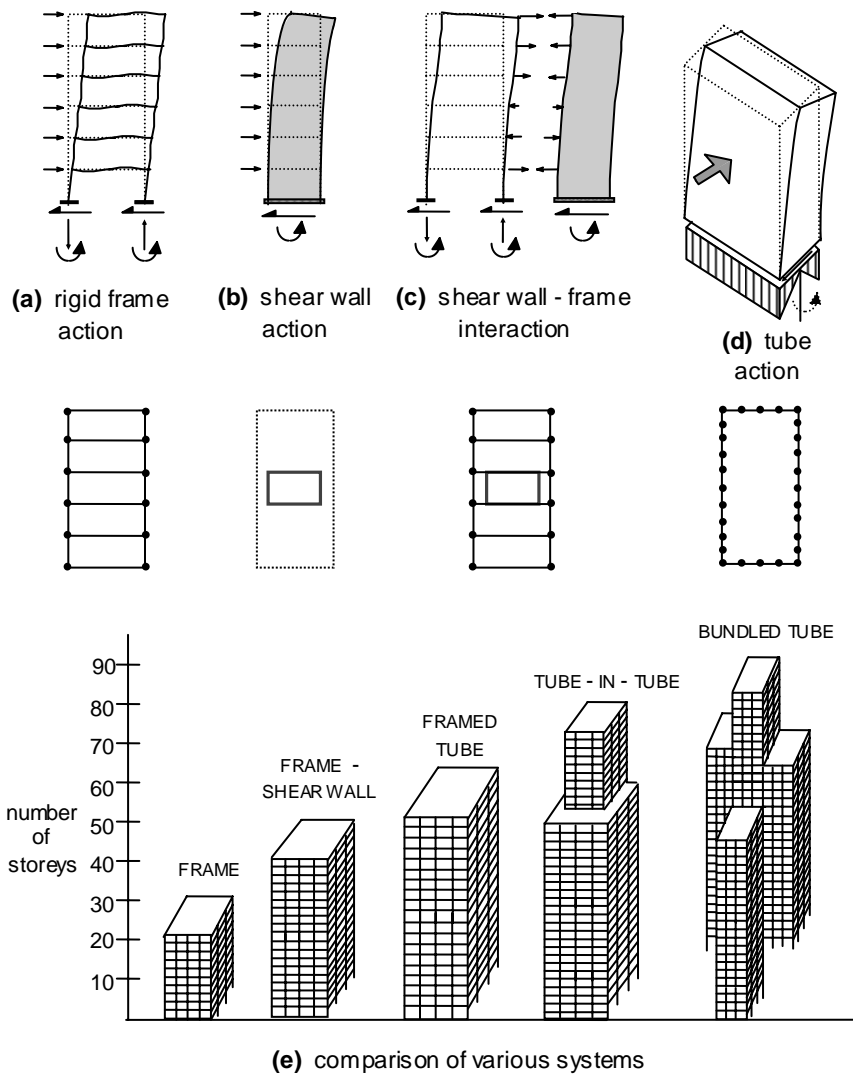 (a) rigid frame
action
(b) shear wall
action
(c) shear wall - frame
interaction
(d) tube
action
90
80
70
60
50
40
30
20
10
number
of
storeys
FRAME
FRAME -
SHEAR WALL
FRAMED
TUBE
TUBE - IN - TUBE
BUNDLED TUBE
(e) comparison of various systems